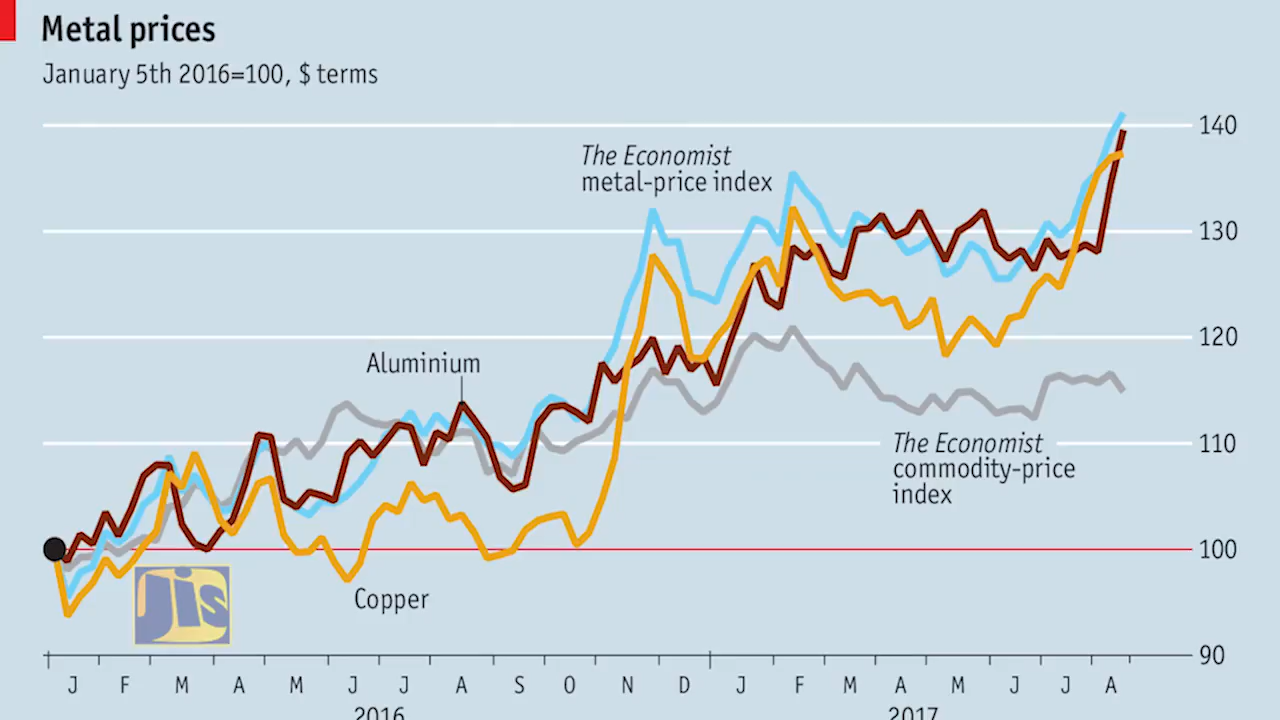 Metal prices
January 5th 2016=100, $ terms
140
The Economist
metal-price index
130
120
Aluminium
110
The Economist
commodity-price
index
100
Jis
Copper
90
J F M A M J J A S O N D J F M A M J J A
2016 2017